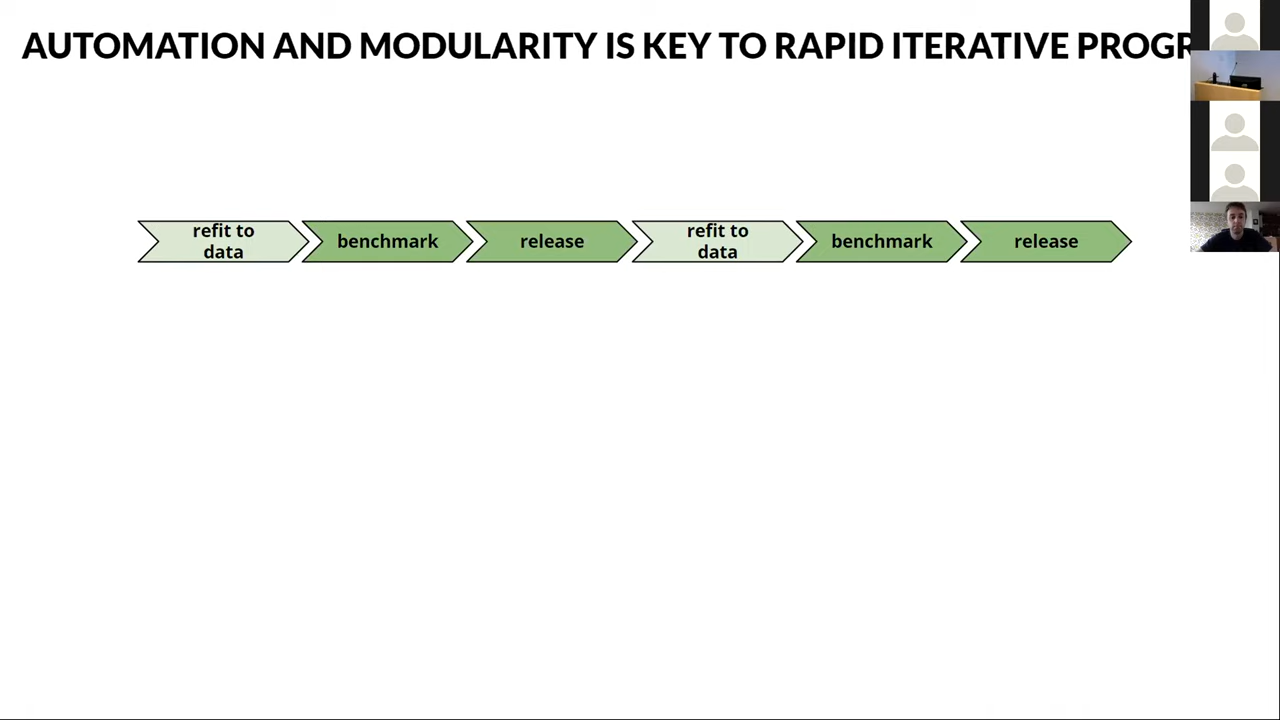 AUTOMATION AND MODULARITY IS KEY TO RAPID ITERATIVE PROGR
refit to
data
benchmark
release
refit to
data
benchmark
release